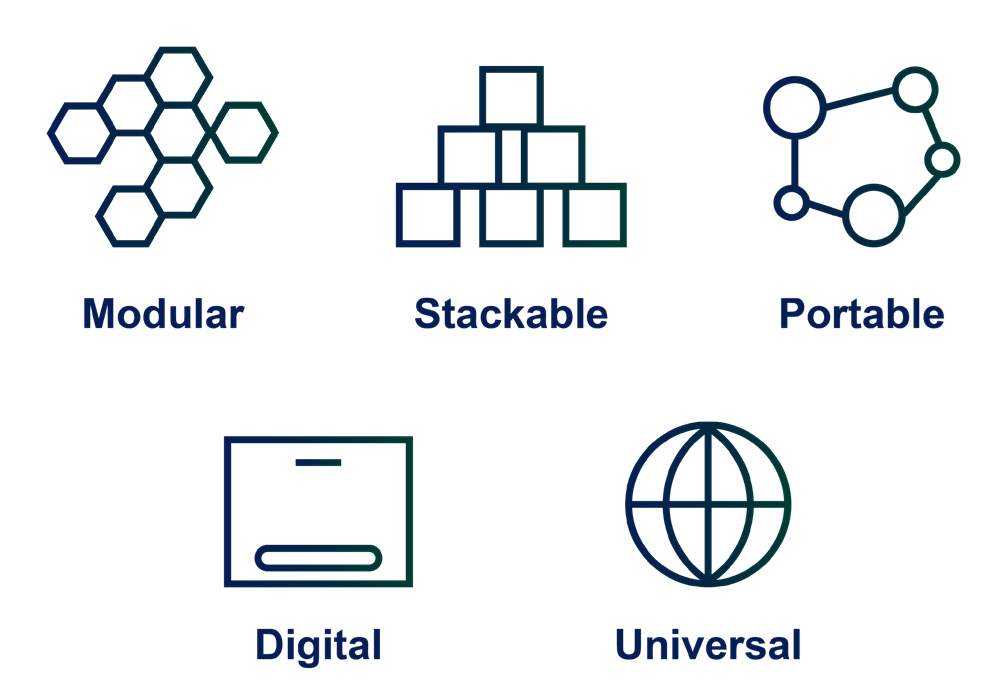 Modular
Stackable
Portable
Digital
Universal